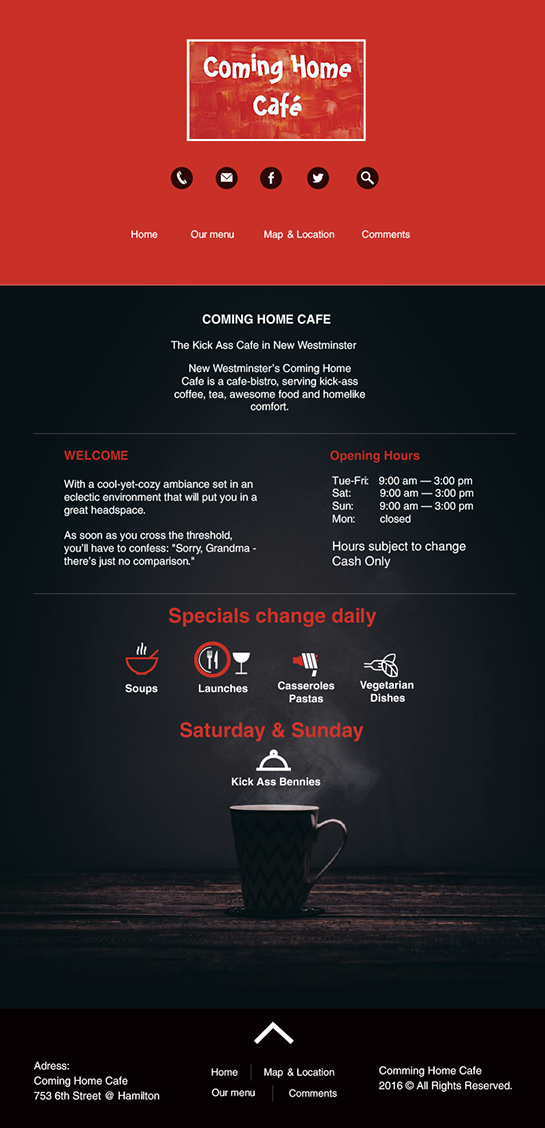 Coming Home
Café
Home Our menu Map & Location Comments
COMING HOME CAFE
The Kick Ass Cafe in New Westminster
New Westminster's Coming Home
Cafe is a cafe-bistro, serving kick-ass
coffee, tea, awesome food and homelike
comfort.
WELCOME
With a cool-yet-cozy ambiance set in an
eclectic environment that will put you in a
great headspace.
As soon as you cross the threshold,
you'll have to confess: "Sorry, Grandma -
there's just no comparison."
Opening Hours
Tue-Fri: 9:00 am — 3:00 pm
Sat: 9:00 am — 3:00 pm
Sun: 9:00 am — 3:00 pm
Mon: closed
Hours subject to change
Cash Only
Specials change daily
Soups
Launches
Casseroles
Pastas
Vegetarian
Dishes
Saturday & Sunday
Kick Ass Bennies
Adress:
Coming Home Cafe
753 6th Street @ Hamilton
Home Map & Location
Our menu Comments
Comming Home Cafe
2016 © All Rights Reserved.